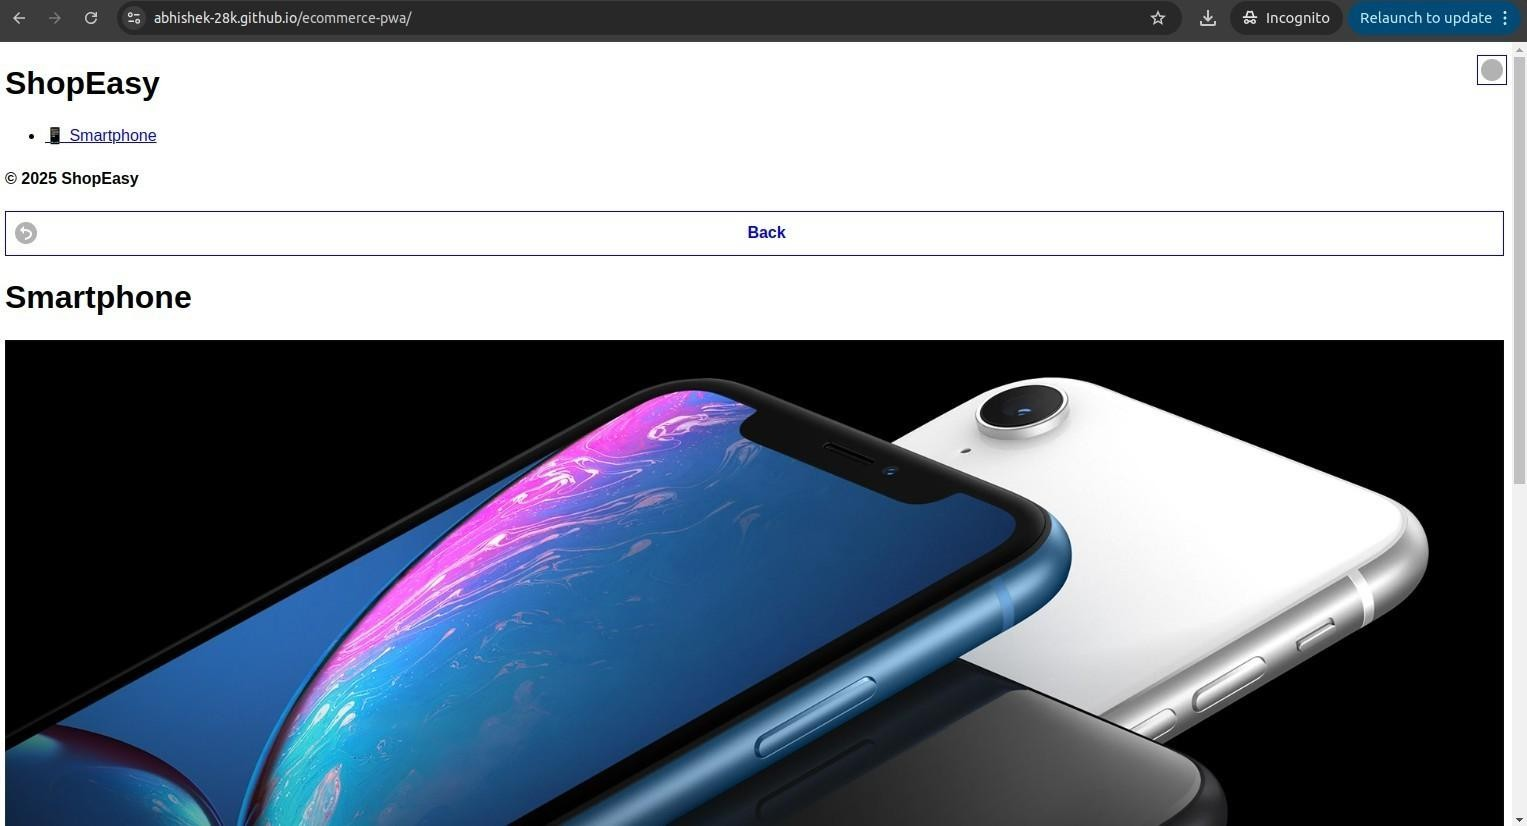 abhishek-28k.github.io/ecommerce-pwa/
Incognito
Relaunch to update
ShopEasy
• 📱 Smartphone
© 2025 ShopEasy
Back
Smartphone